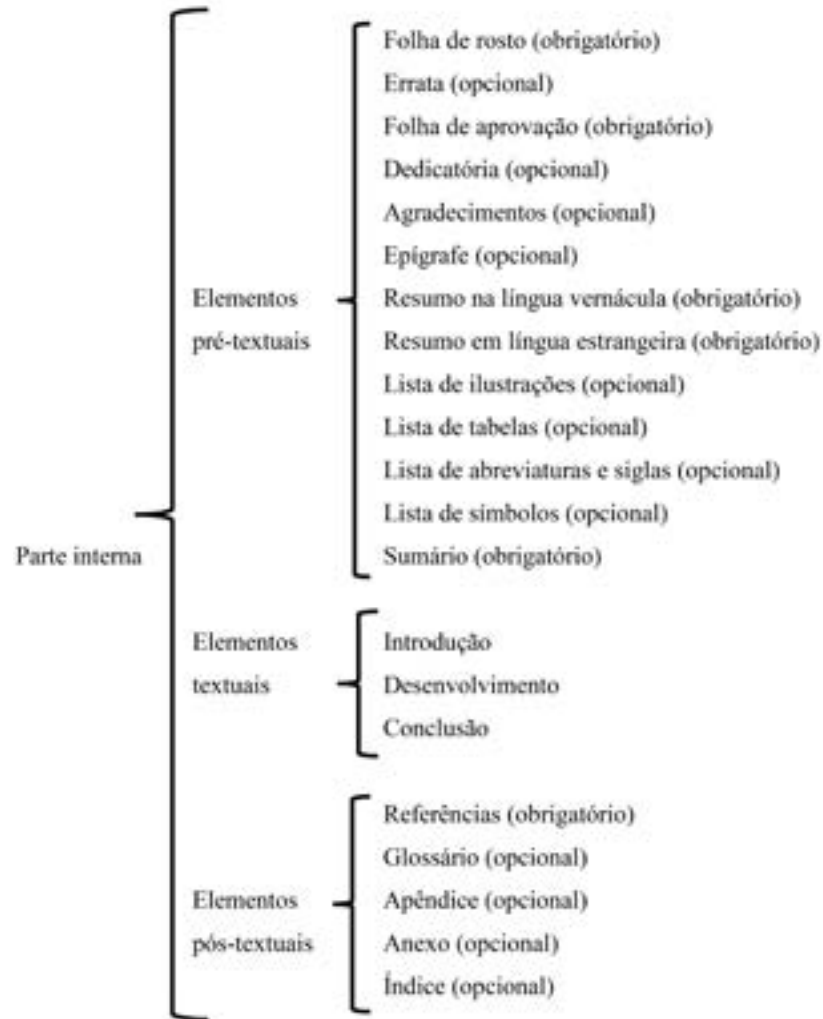 Folha de rosto (obrigatório)
Errata (opcional)
Folha de aprovação (obrigatório)
Dedicatória (opcional)
Agradecimentos (opcional)
Epígrafe (opcional)
Elementos Resumo na língua vernácula (obrigatório)
pré-textuais Resumo em língua estrangeira (obrigatório)
Lista de ilustrações (opcional)
Lista de tabelas (opcional)
Lista de abreviaturas e siglas (opcional)
Lista de símbolos (opcional)
Parte interna Sumário (obrigatório)
Elementos Introdução
textuais Desenvolvimento
Conclusão
Referências (obrigatório)
Glossário (opcional)
Elementos Apêndice (opcional)
pós-textuais Anexo (opcional)
Índice (opcional)